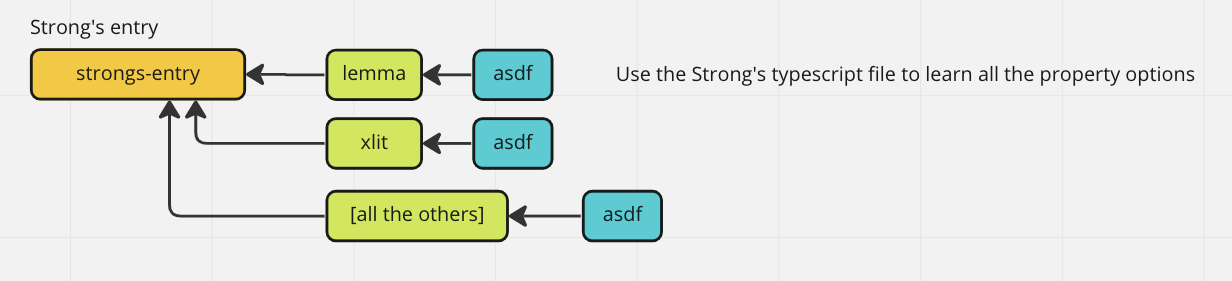 Strong's entry
strongs-entry
lemma
asdf
Use the Strong's typescript file to learn all the property options
xlit
asdf
[all the others]
asdf